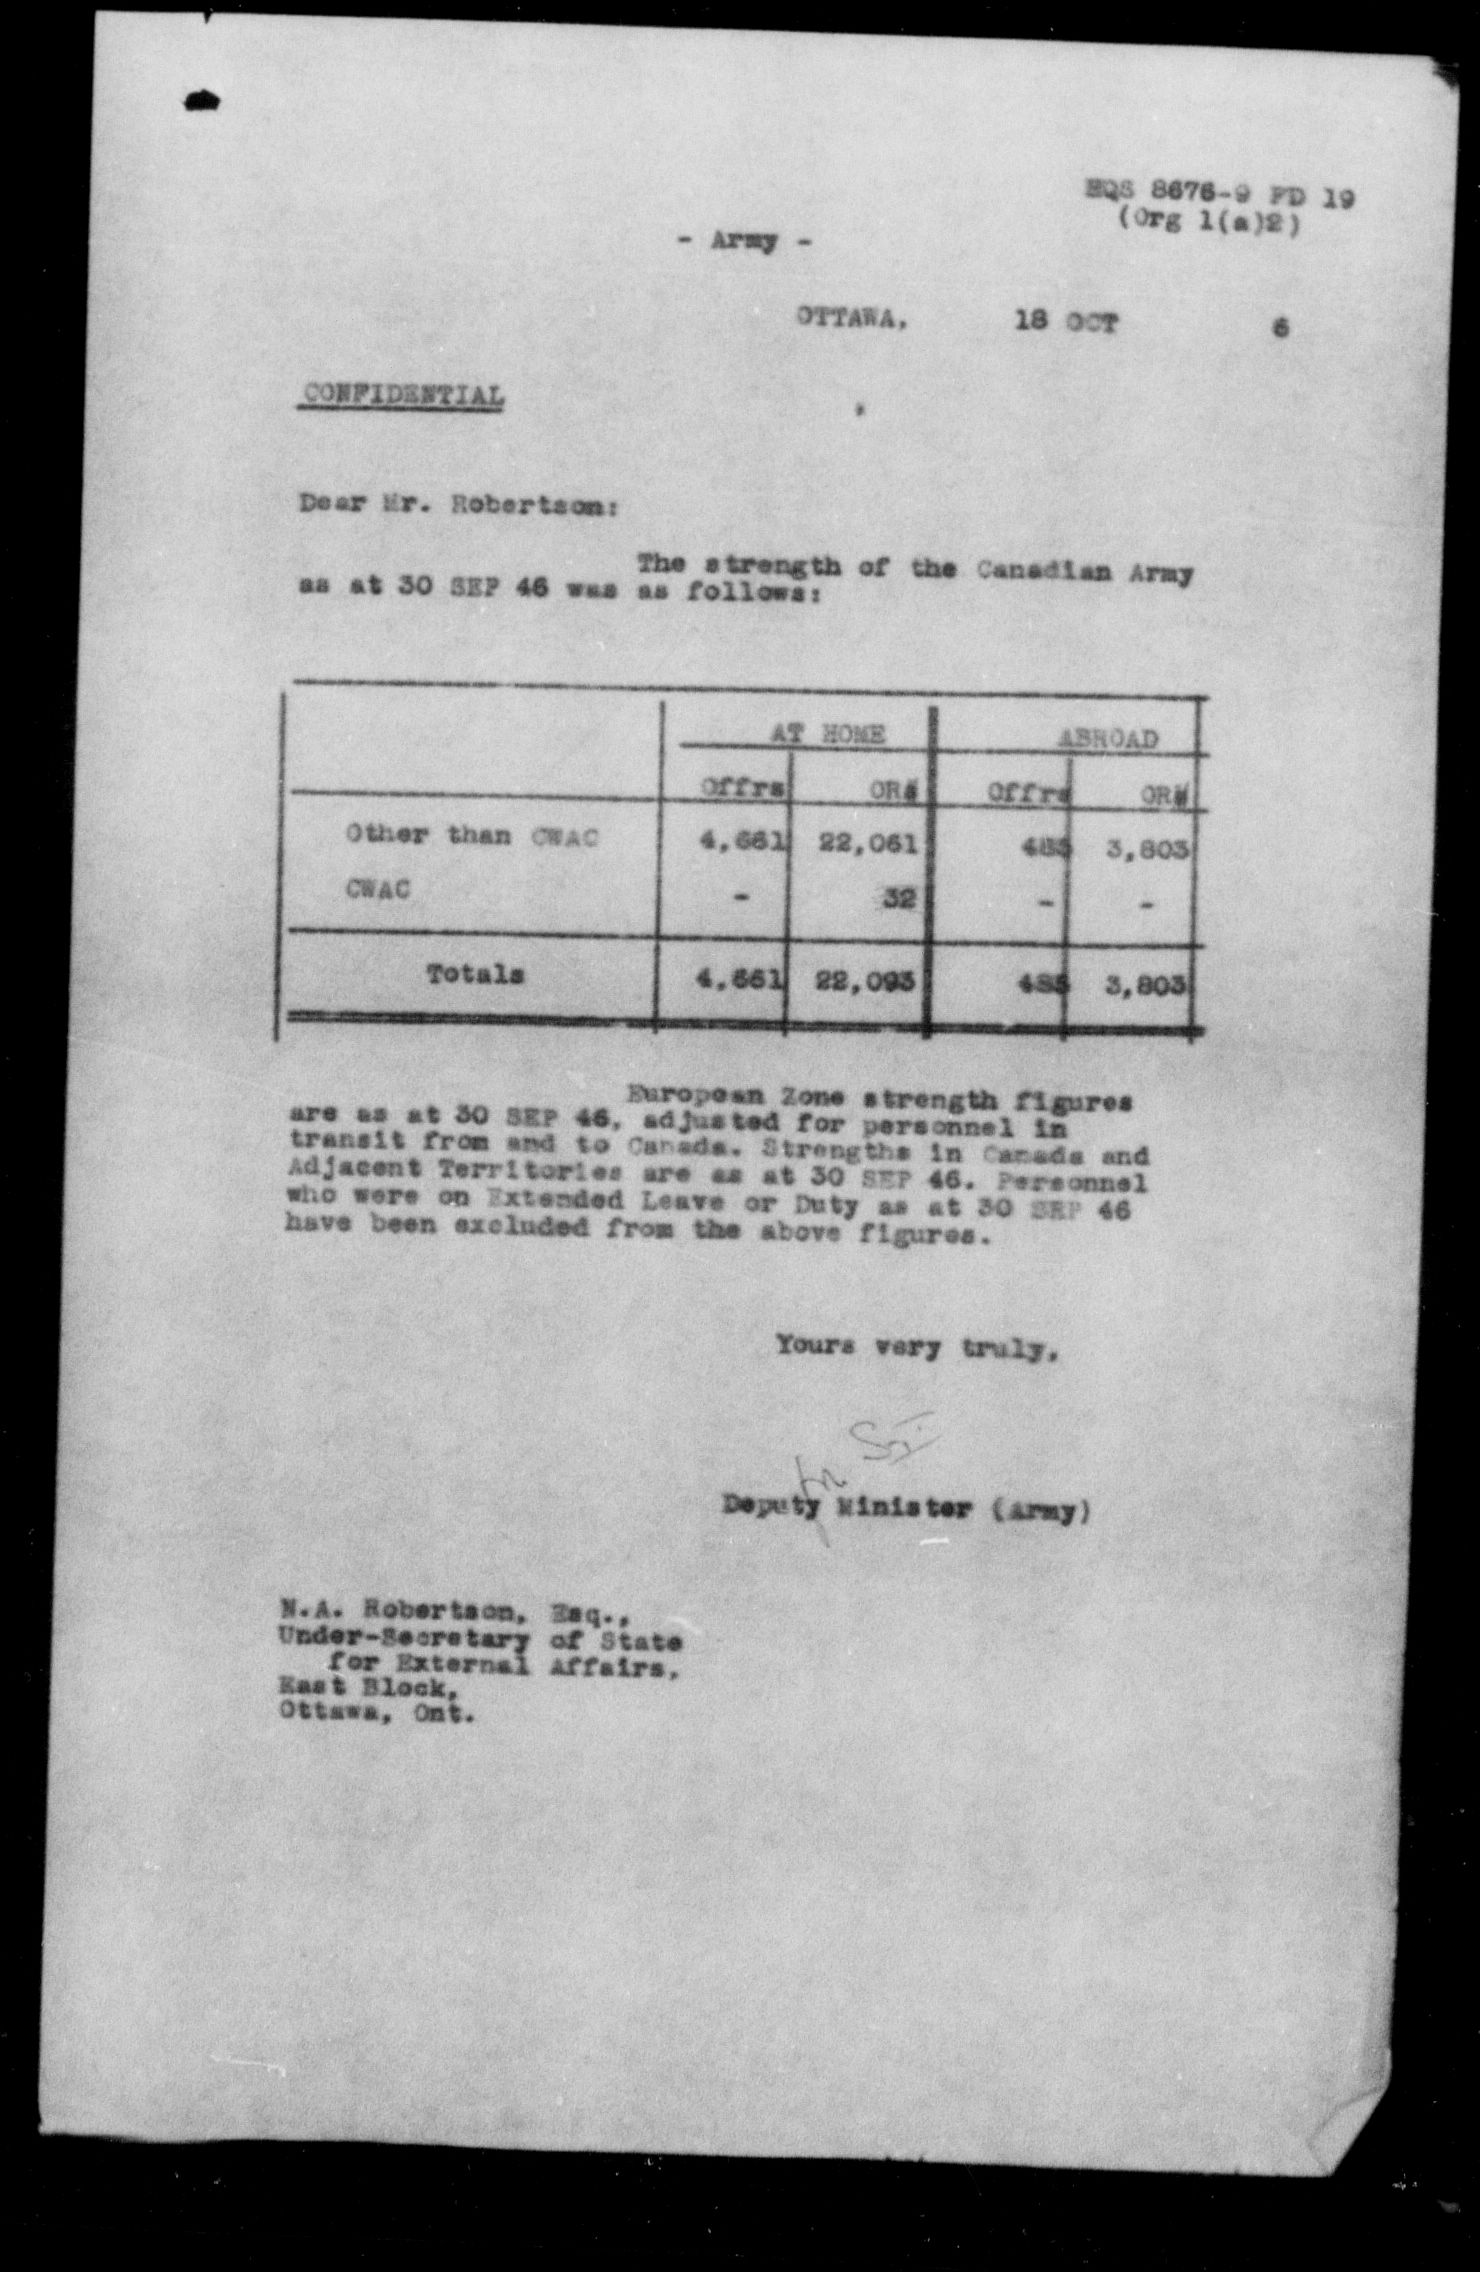 HQS 8676-9 FD 19
(Org 1(a)2)
- Army -
OTTAWA, 18 OCT 6
CONFIDENTIAL
Dear Mr. Robertson:
The strength of the Canadian Army
as at 30 SEP 46 was as follows:
AT HOME ABROAD
Offrs ORs Offrs ORs
Other than CWAC 4,661 22,061 485 3,803
CWAC - 32 - -
Totals 4,661 22,093 485 3,803
European Zone strength figures
are as at 30 SEP 46, adjusted for personnel in
transit from and to Canada. Strengths in Canada and
Adjacent Territories are as at 30 SEP 46. Personnel
who were on Extended Leave or Duty as at 30 SEP 46
have been excluded from the above figures.
Yours very truly,
Deputy Minister (Army)
N.A. Robertson, Esq.,
Under-Secretary of State
for External Affairs,
East Block,
Ottawa, Ont.